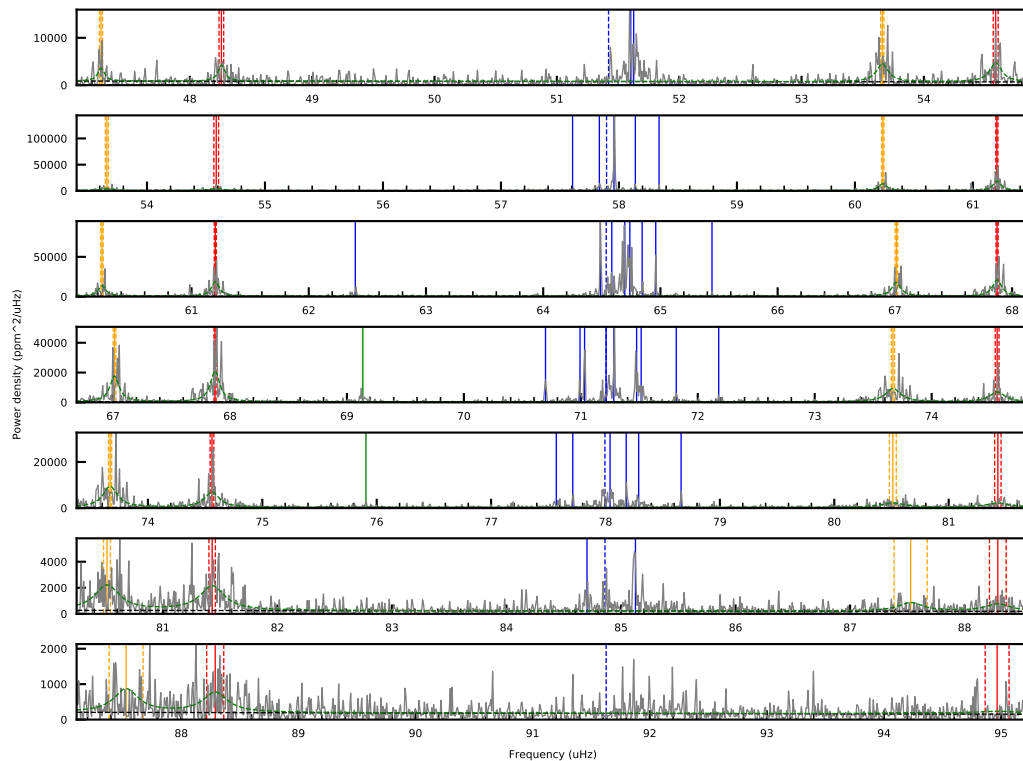 10000
0
48 49 50 51 52 53 54
100000
50000
0
54 55 56 57 58 59 60 61
50000
0
61 62 63 64 65 66 67 68
Power density (ppm^2/uHz)
40000
20000
0
67 68 69 70 71 72 73 74
20000
0
74 75 76 77 78 79 80 81
4000
2000
0
81 82 83 84 85 86 87 88
2000
1000
0
88 89 90 91 92 93 94 95
Frequency (uHz)